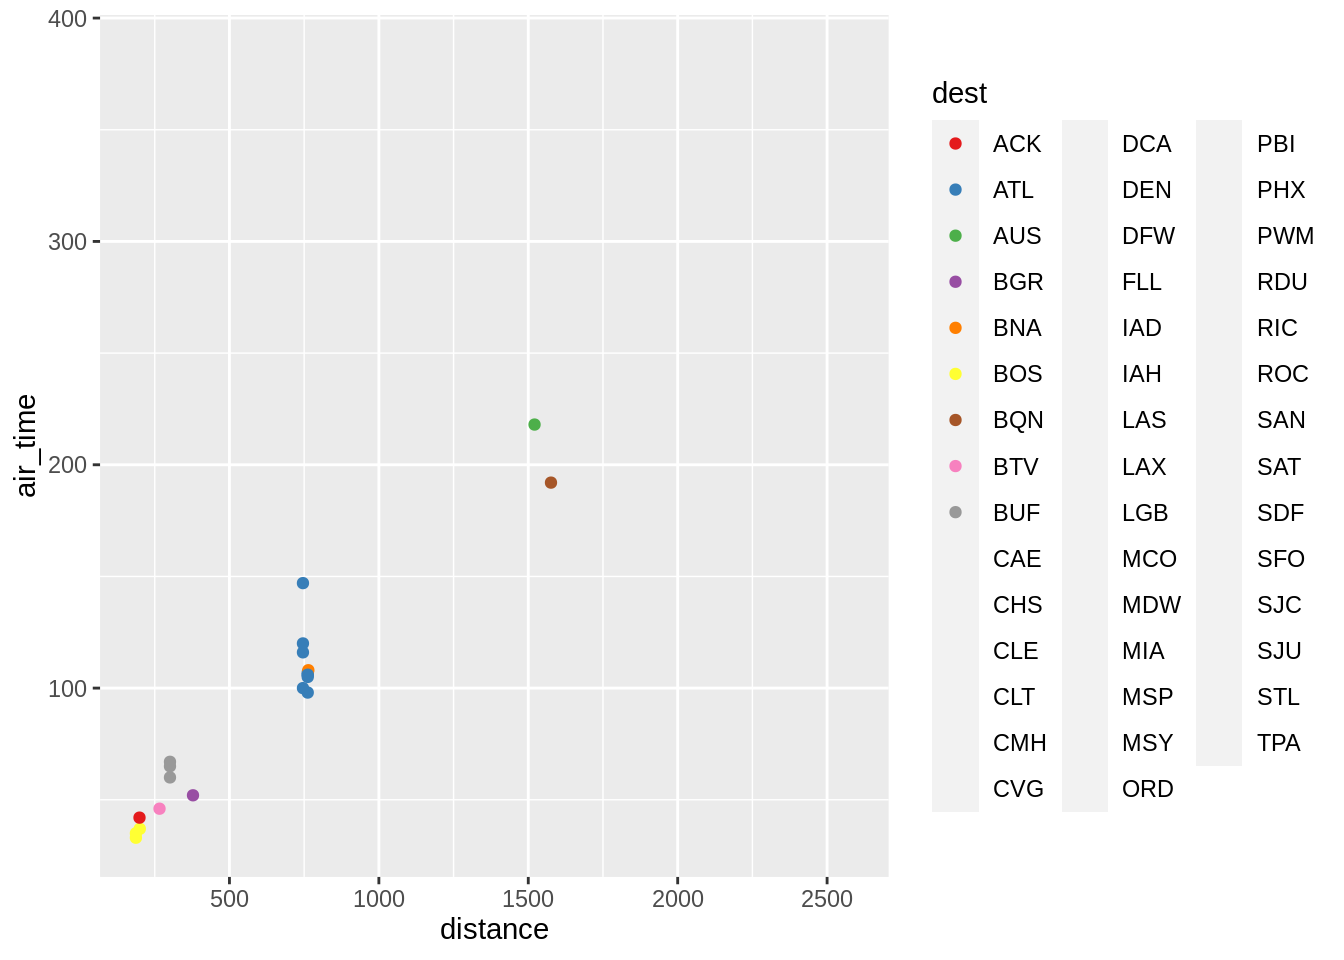 400
300
200
100
air_time
500 1000 1500 2000 2500
distance
dest
ACK DCA PBI
ATL DEN PHX
AUS DFW PWM
BGR FLL RDU
BNA IAD RIC
BOS IAH ROC
BQN LAS SAN
BTV LAX SAT
BUF LGB SDF
CAE MCO SFO
CHS MDW SJC
CLE MIA SJU
CLT MSP STL
CMH MSY TPA
CVG ORD